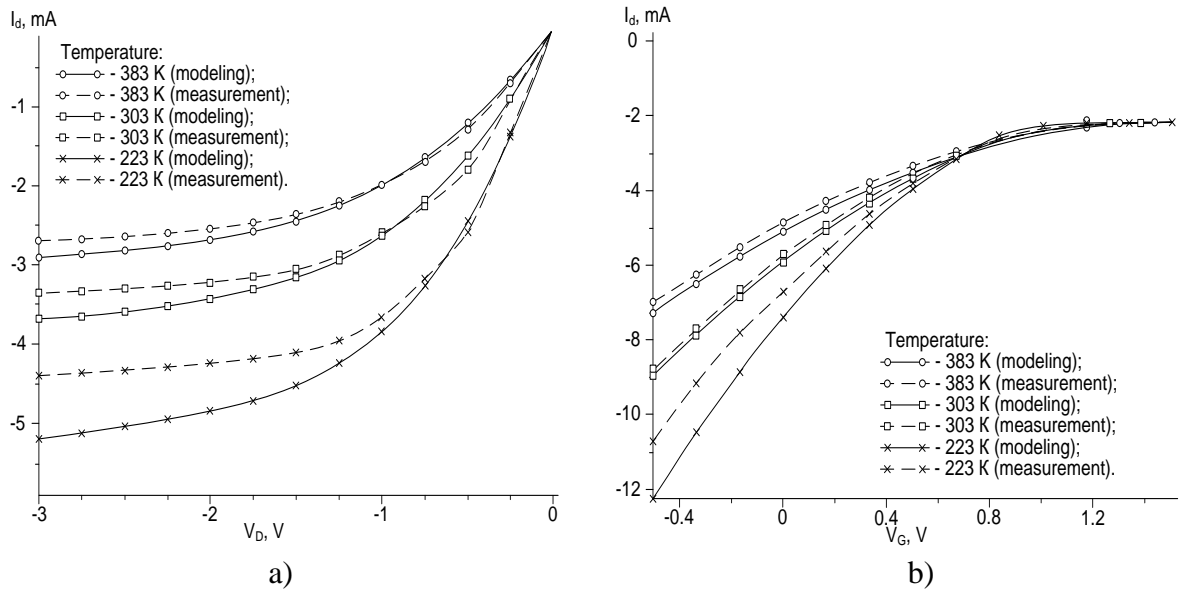 I_d, mA
Temperature:
- 383 K (modeling);
- 383 K (measurement);
- 303 K (modeling);
- 303 K (measurement);
- 223 K (modeling);
- 223 K (measurement).
-1
-2
-3
-4
-5
-3
-2
-1
0
V_D, V
a)
I_d, mA
0
-2
-4
-6
-8
-10
-12
Temperature:
- 383 K (modeling);
- 383 K (measurement);
- 303 K (modeling);
- 303 K (measurement);
- 223 K (modeling);
- 223 K (measurement).
-0.4
0
0.4
0.8
1.2
V_G, V
b)